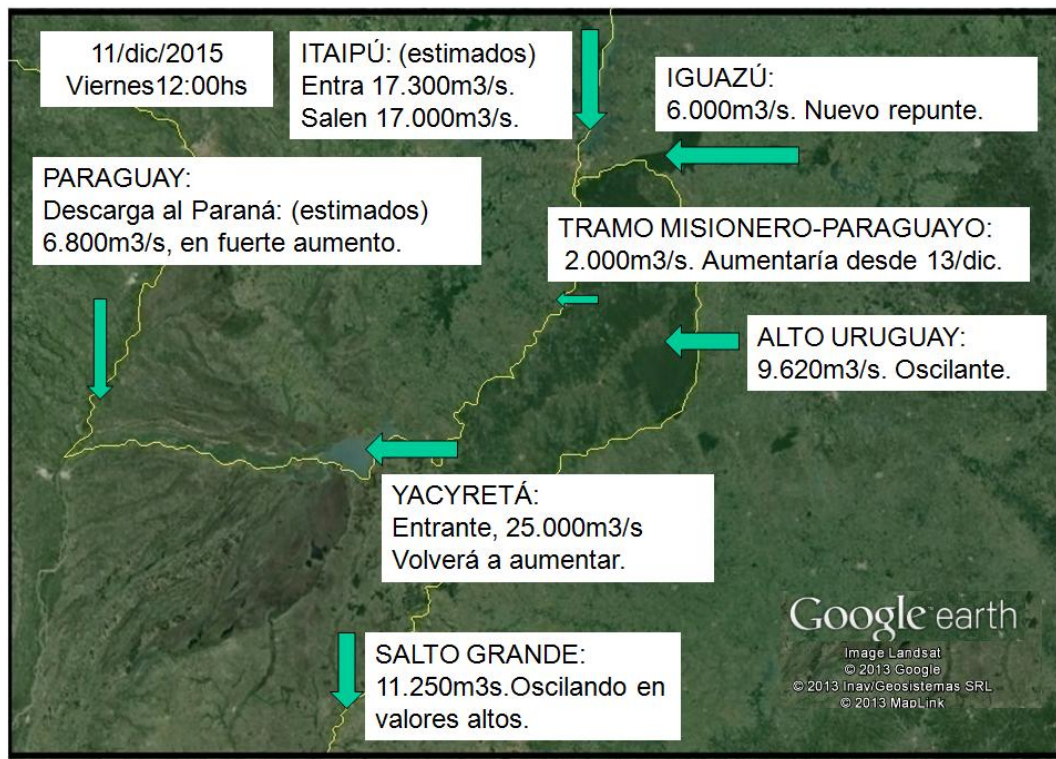 11/dic/2015
Viernes12:00hs
ITAIPÚ: (estimados)
Entra 17.300m3/s.
Salen 17.000m3/s.
IGUAZÚ:
6.000m3/s. Nuevo repunte.
PARAGUAY:
Descarga al Paraná: (estimados)
6.800m3/s, en fuerte aumento.
TRAMO MISIONERO-PARAGUAYO:
2.000m3/s. Aumentaría desde 13/dic.
ALTO URUGUAY:
9.620m3/s. Oscilante.
YACYRETÁ:
Entrante, 25.000m3/s
Volverá a aumentar.
SALTO GRANDE:
11.250m3s.Oscilando en
valores altos.
Google earth
Image Landsat
© 2013 Google
© 2013 Inav/Geosistemas SRL
© 2013 MapLink